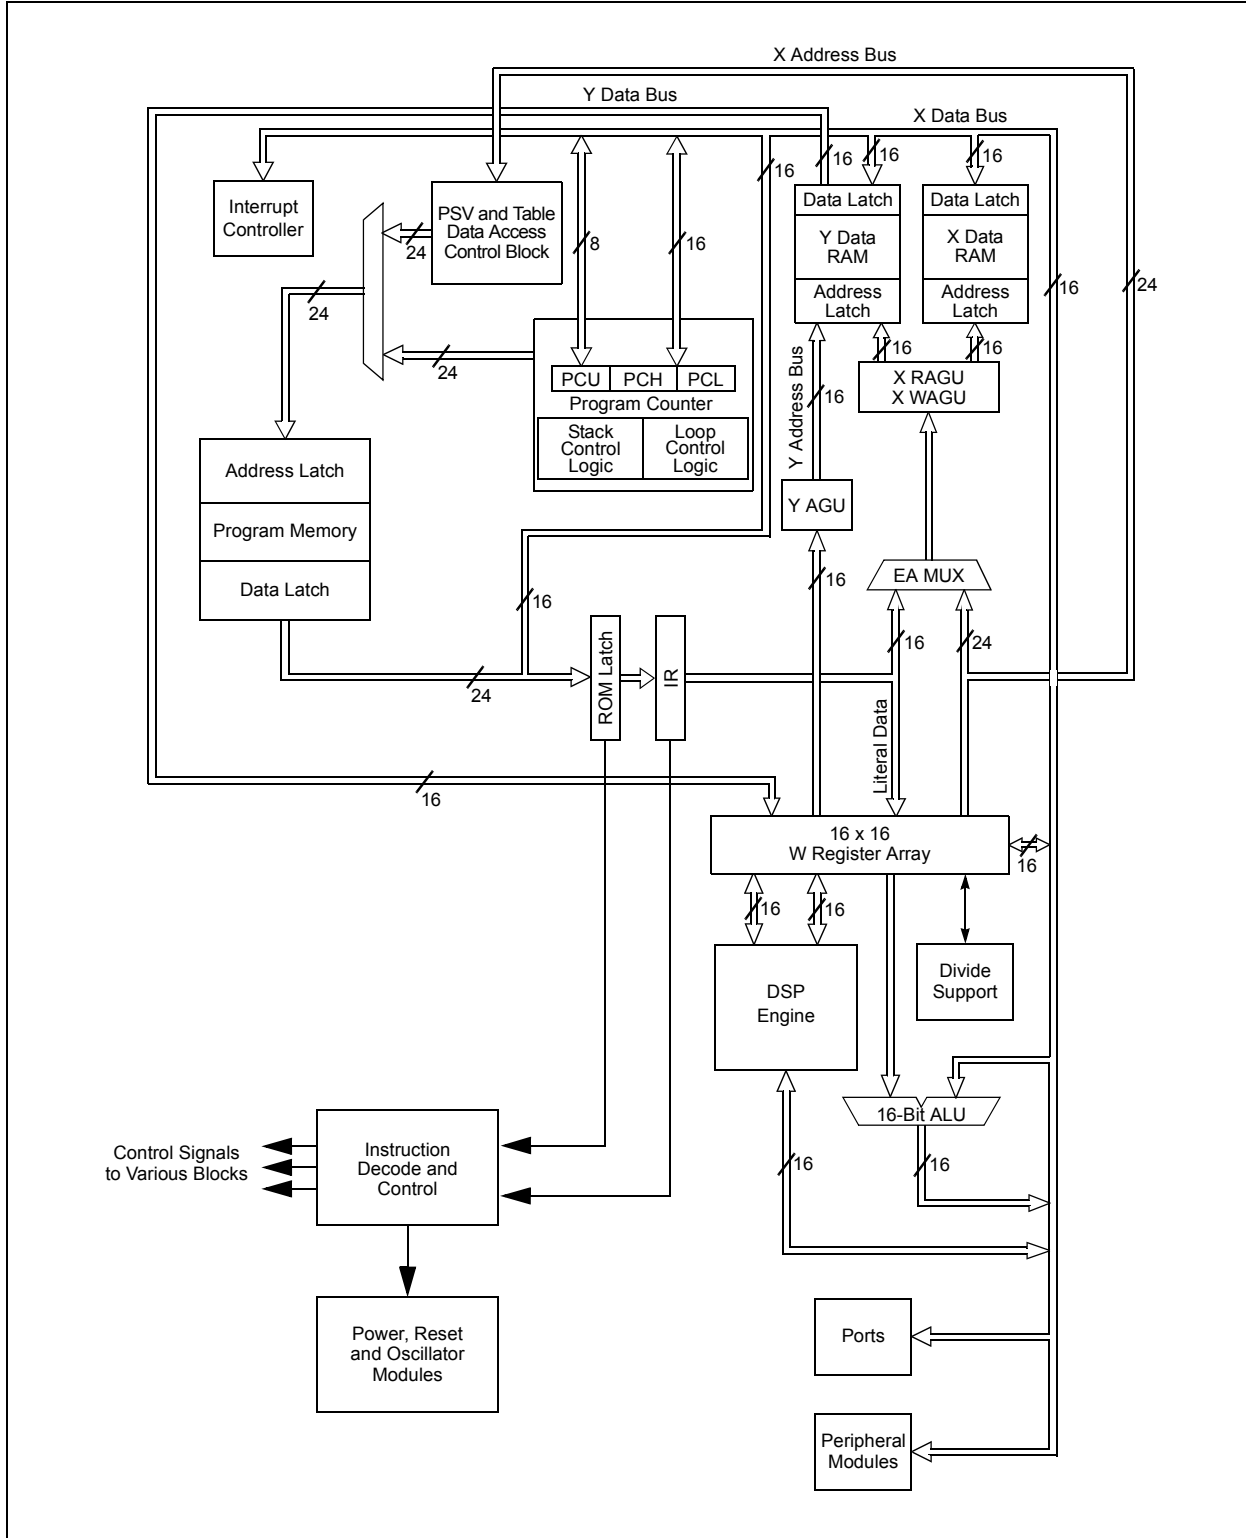 X Address Bus
Y Data Bus
X Data Bus
16
16
16
16
Interrupt
Controller
PSV and Table
Data Access
Control Block
24
8
16
Data Latch
Y Data
RAM
Address
Latch
Data Latch
X Data
RAM
Address
Latch
16
24
24
24
16
16
PCU
PCH
PCL
Program Counter
Stack
Control
Logic
Loop
Control
Logic
Y Address Bus
16
X RAGU
X WAGU
Address Latch
Program Memory
Data Latch
Y AGU
16
EA MUX
16
16
24
24
ROM Latch
IR
Literal Data
16
16 x 16
W Register Array
16
16
16
DSP
Engine
Divide
Support
16-Bit ALU
16
16
Control Signals
to Various Blocks
Instruction
Decode and
Control
Power, Reset
and Oscillator
Modules
Ports
Peripheral
Modules